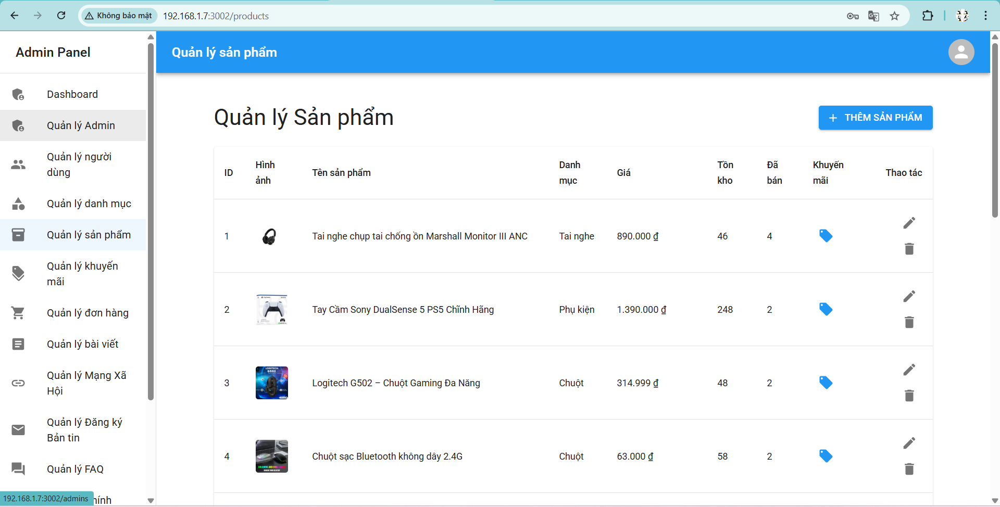 Không bảo mật
192.168.1.7:3002/products
Admin Panel
Quản lý sản phẩm
Dashboard
Quản lý Admin
Quản lý người
dùng
Quản lý danh mục
Quản lý sản phẩm
Quản lý khuyến
mãi
Quản lý đơn hàng
Quản lý bài viết
Quản lý Mạng Xã
Hội
Quản lý Đăng ký
Bản tin
Quản lý FAQ
192.168.1.7:3002/admins
Quản lý Sản phẩm
THÊM SẢN PHẨM
ID
Hình
ảnh
Tên sản phẩm
Danh
mục
Giá
Tồn
kho
Đã
bán
Khuyến
mãi
Thao tác
1 Tai nghe chụp tai chống ồn Marshall Monitor III ANC Tai nghe 890.000 ₫ 46 4
2 Tay Cầm Sony DualSense 5 PS5 Chĩnh Hãng Phụ kiện 1.390.000 ₫ 248 2
LOGITECH
G502
3 Logitech G502 – Chuột Gaming Đa Năng Chuột 314.999 ₫ 48 2
4 Chuột sạc Bluetooth không dây 2.4G Chuột 63.000 ₫ 58 2